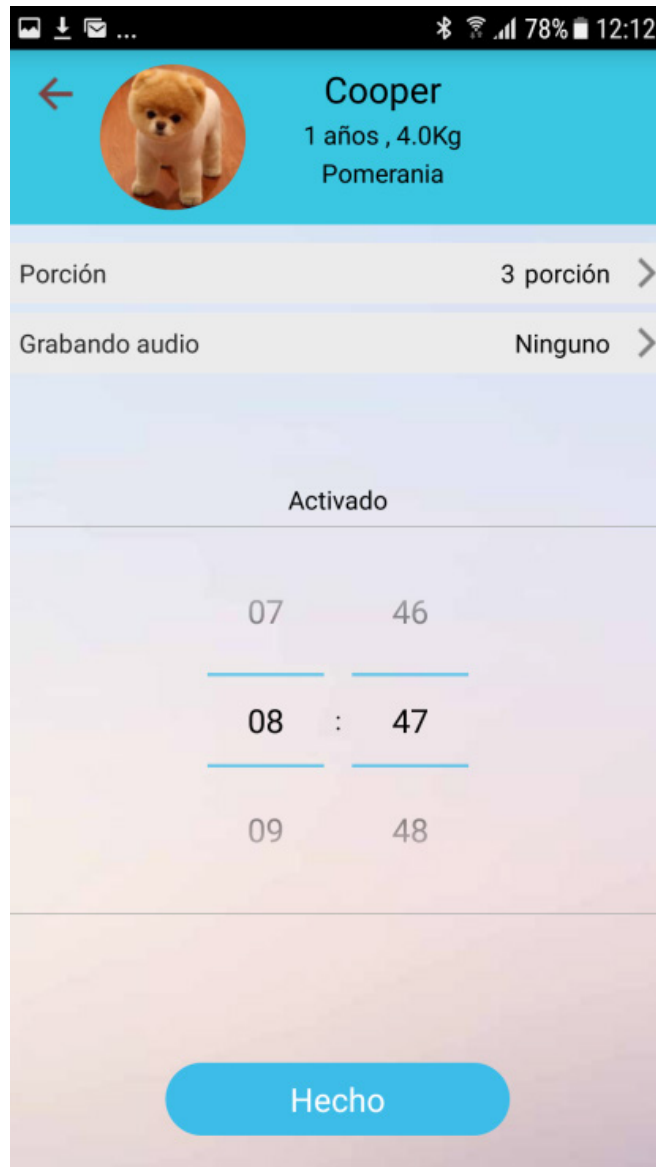 ... 78% 12:12
Cooper
1 años , 4.0Kg
Pomerania
Porción 3 porción
Grabando audio Ninguno
Activado
07 46
08 : 47
09 48
Hecho